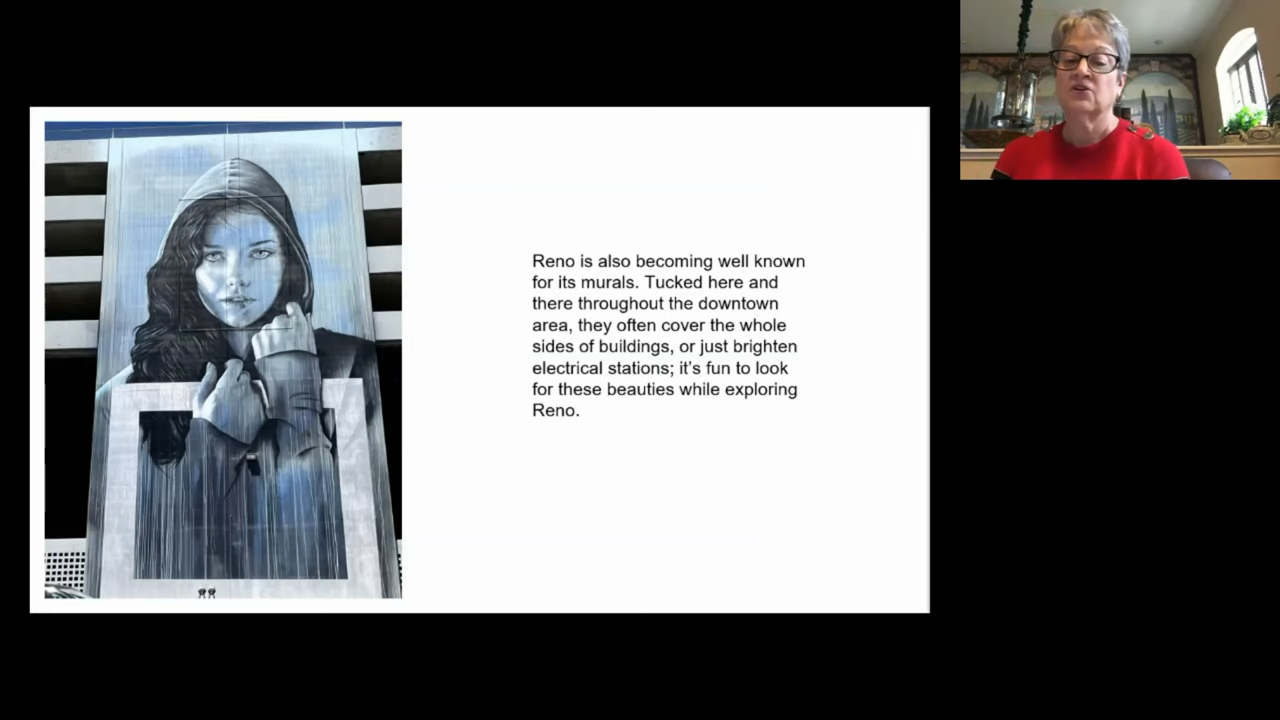 Reno is also becoming well known
for its murals. Tucked here and
there throughout the downtown
area, they often cover the whole
sides of buildings, or just brighten
electrical stations; it's fun to look
for these beauties while exploring
Reno.